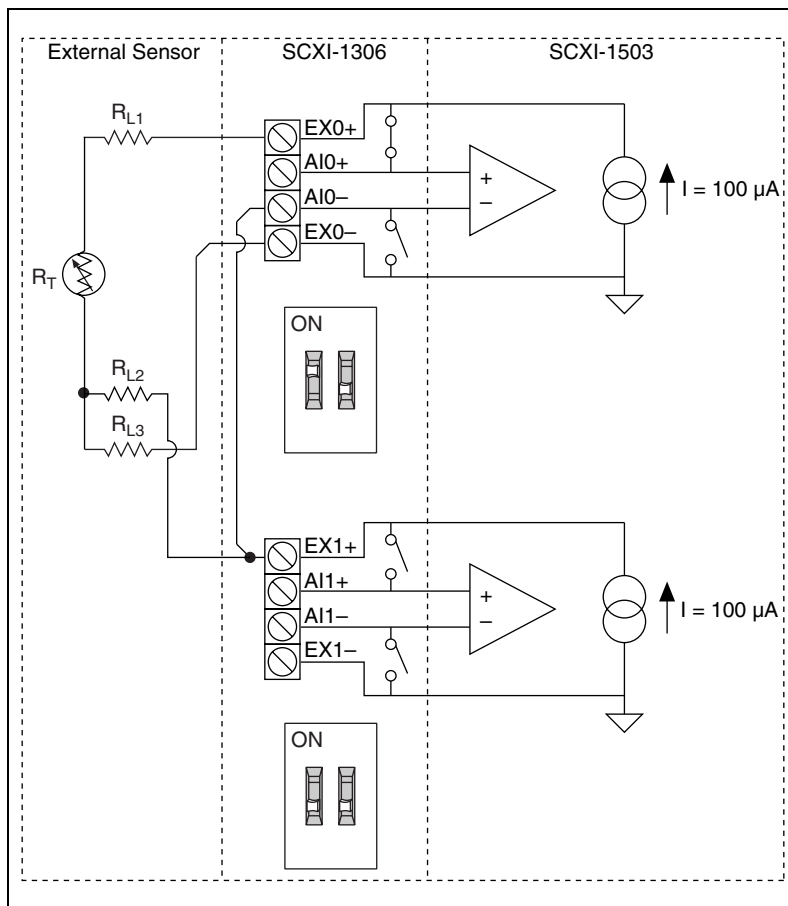 External Sensor
SCXI-1306
SCXI-1503
RL1
EX0+
AI0+
AI0–
EX0–
I = 100 µA
RT
ON
RL2
RL3
EX1+
AI1+
AI1–
EX1–
+
–
I = 100 µA
ON
+
–